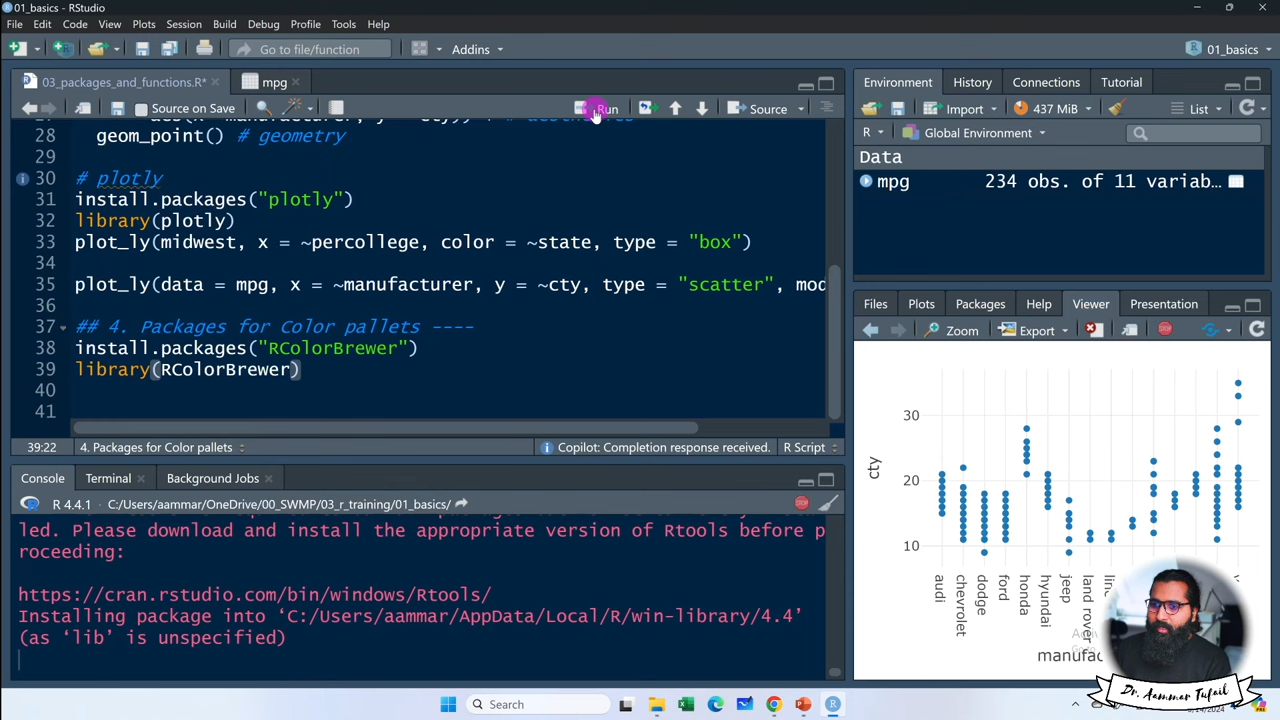 01_basics - RStudio
File Edit Code View Plots Session Build Debug Profile Tools Help
Go to file/function Addins 01_basics
03_packages_and_functions.R* mpg
Source on Save Run Source
28 geom_point() # geometry
29
30 # plotly
31 install.packages("plotly")
32 library(plotly)
33 plot_ly(midwest, x = ~percollege, color = ~state, type = "box")
34
35 plot_ly(data = mpg, x = ~manufacturer, y = ~cty, type = "scatter", mod
36
37 ## 4. Packages for Color pallets ----
38 install.packages("RColorBrewer")
39 library(RColorBrewer)
40
41
39:22 4. Packages for Color pallets Copilot: Completion response received. R Script
Console Terminal Background Jobs
R 4.4.1 · C:/Users/aammar/OneDrive/00_SWMP/03_r_training/01_basics/
led. Please download and install the appropriate version of Rtools before p
roceeding:
https://cran.rstudio.com/bin/windows/Rtools/
Installing package into ‘C:/Users/aammar/AppData/Local/R/win-library/4.4’
(as ‘lib’ is unspecified)
Environment History Connections Tutorial
Import 437 MiB List
R Global Environment
Data
mpg 234 obs. of 11 variab...
Files Plots Packages Help Viewer Presentation
Zoom Export
30
20
10
cty
audi
chevrolet
dodge
ford
honda
hyundai
jeep
land rover
manufac
Dr. Aammar Tufail
Search